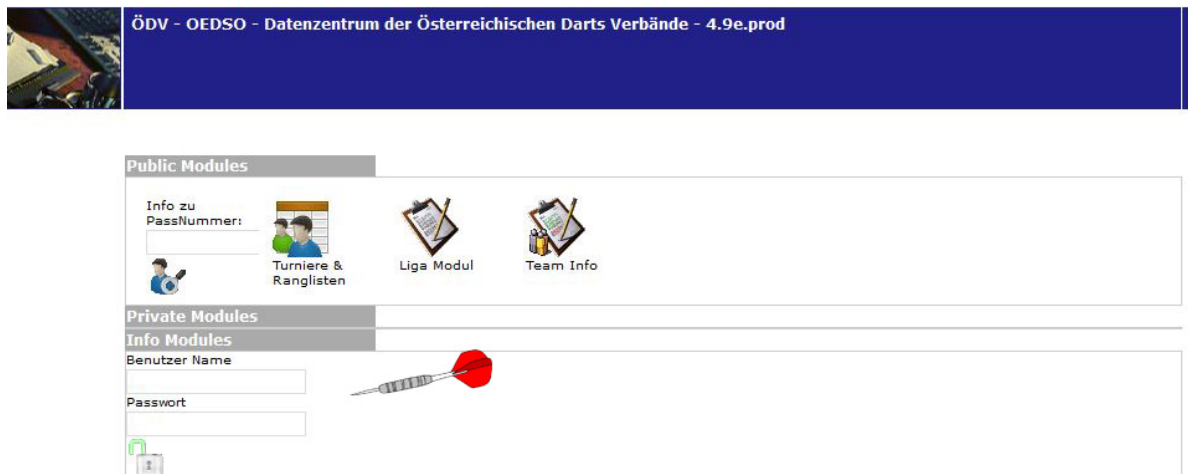 ÖDV - OEDSO - Datenzentrum der Österreichischen Darts Verbände - 4.9e.prod
Public Modules
Info zu
PassNummer:
Turniere &
Ranglisten
Liga Modul
Team Info
Private Modules
Info Modules
Benutzer Name
Passwort